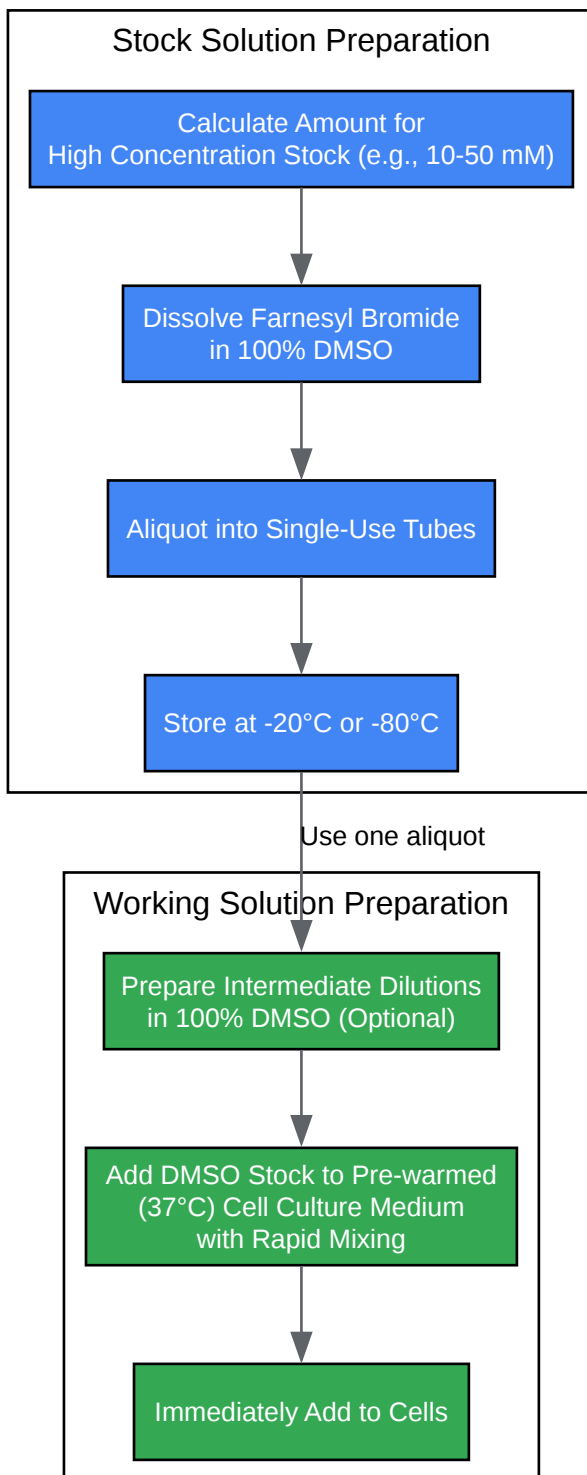 Stock Solution Preparation
Calculate Amount for
High Concentration Stock (e.g., 10-50 mM)
Dissolve Farnesyl Bromide
in 100% DMSO
Aliquot into Single-Use Tubes
Store at -20°C or -80°C
Use one aliquot
Working Solution Preparation
Prepare Intermediate Dilutions
in 100% DMSO (Optional)
Add DMSO Stock to Pre-warmed
(37°C) Cell Culture Medium
with Rapid Mixing
Immediately Add to Cells